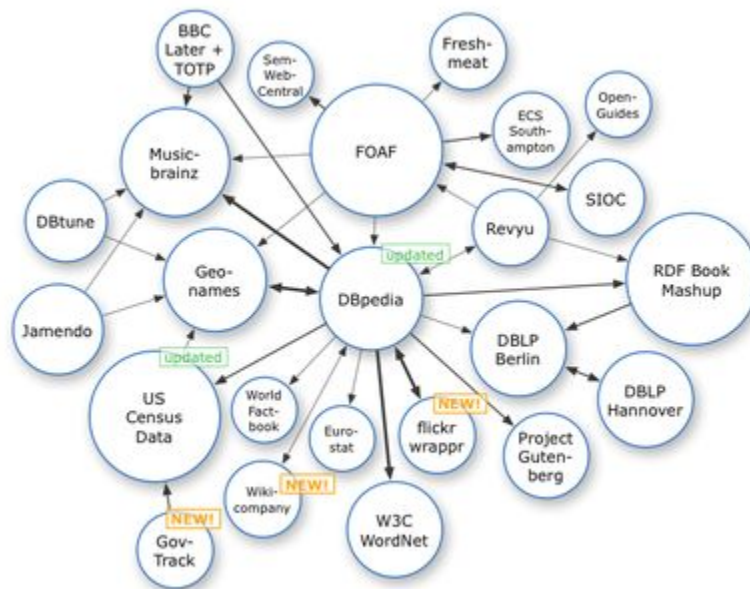 BBC
Later +
TOTP
Sem-
Web-
Central
Fresh-
meat
FOAF
ECS
South-
ampton
Open-
Guides
Music-
brainz
SIOC
DBtune
Revyu
updated
Geo-
names
DBpedia
RDF Book
Mashup
Jamendo
DBLP
Berlin
updated
US
Census
Data
World
Fact-
book
Euro-
stat
NEW!
flickr
wrappr
DBLP
Hannover
Project
Guten-
berg
NEW!
Wiki-
company
W3C
WordNet
NEW!
Gov-
Track